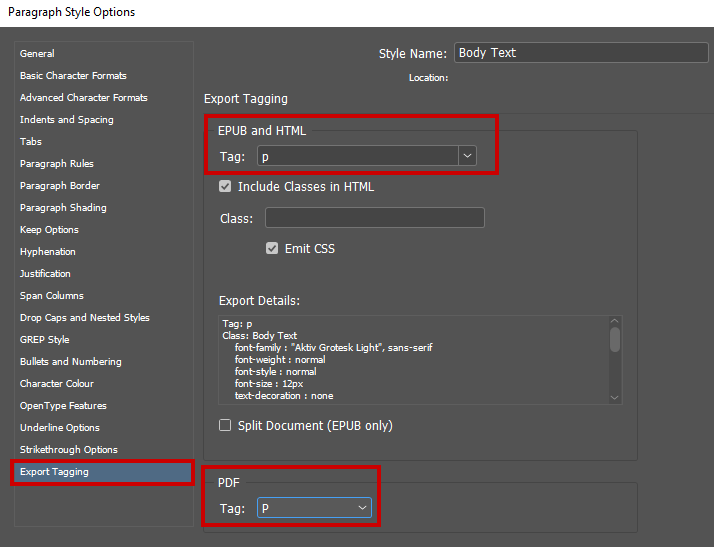 Paragraph Style Options
General
Basic Character Formats
Advanced Character Formats
Indents and Spacing
Tabs
Paragraph Rules
Paragraph Border
Paragraph Shading
Keep Options
Hyphenation
Justification
Span Columns
Drop Caps and Nested Styles
GREP Style
Bullets and Numbering
Character Colour
OpenType Features
Underline Options
Strikethrough Options
Export Tagging
Style Name: Body Text
Location:
Export Tagging
EPUB and HTML
Tag: p
Include Classes in HTML
Class:
Emit CSS
Export Details:
Tag: p
Class: Body Text
font-family : "Aktiv Grotesk Light", sans-serif
font-weight : normal
font-style : normal
font-size : 12px
text-decoration : none
Split Document (EPUB only)
PDF
Tag: P